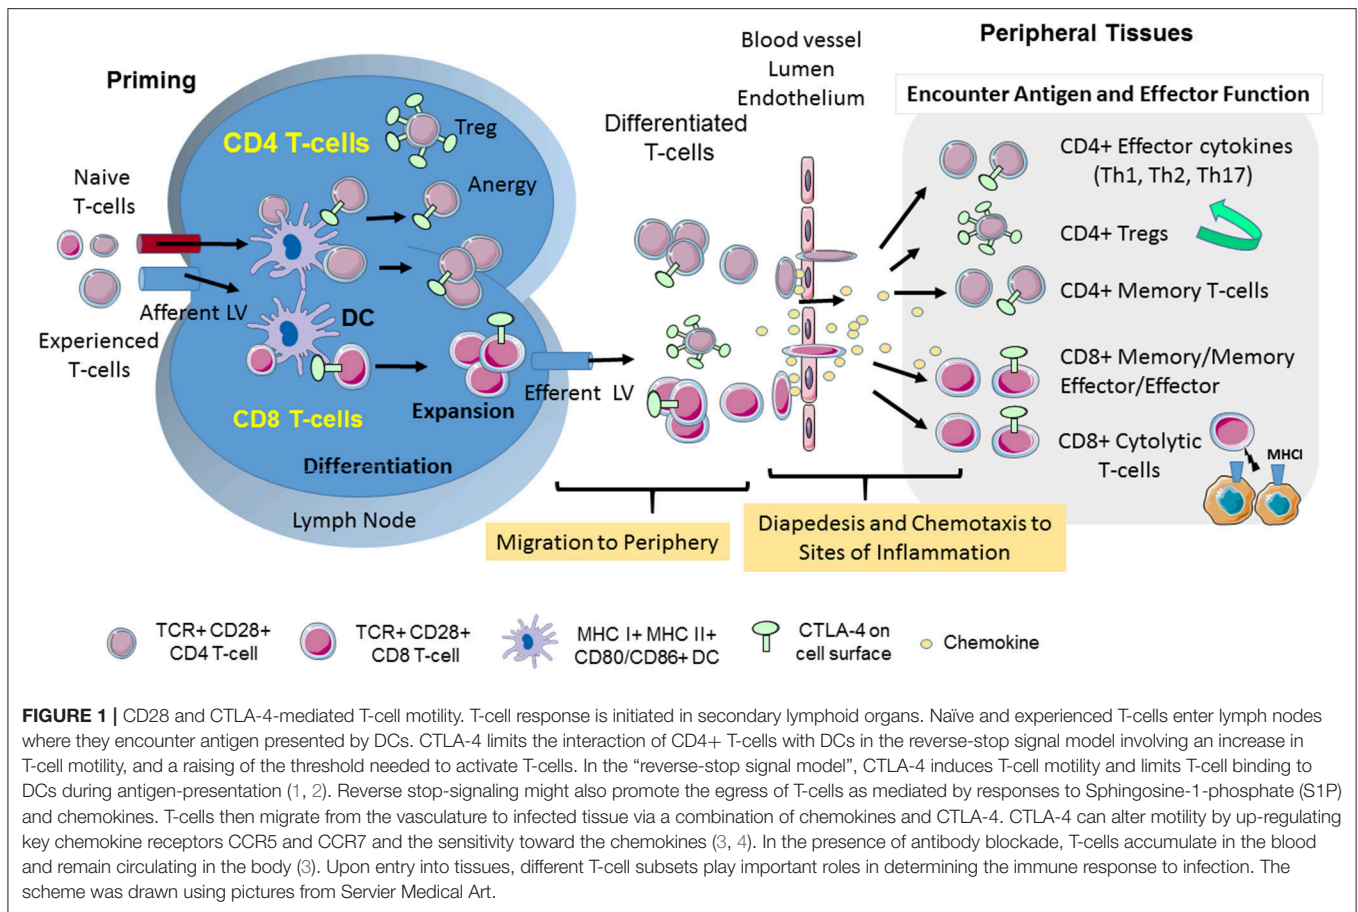 Priming
CD4 T-cells
Treg
Anergy
Naive
T-cells
Afferent LV
Experienced
T-cells
DC
CD8 T-cells
Expansion
Differentiation
Lymph Node
Efferent LV
Differentiated
T-cells
Blood vessel
Lumen
Endothelium
Migration to Periphery
Diapedesis and Chemotaxis to
Sites of Inflammation
Peripheral Tissues
Encounter Antigen and Effector Function
CD4+ Effector cytokines
(Th1, Th2, Th17)
CD4+ Tregs
CD4+ Memory T-cells
CD8+ Memory/Memory
Effector/Effector
CD8+ Cytolytic
T-cells
MHCI
TCR+ CD28+
CD4 T-cell
TCR+ CD28+
CD8 T-cell
MHC I+ MHC II+
CD80/CD86+ DC
CTLA-4 on
cell surface
Chemokine
FIGURE 1 | CD28 and CTLA-4-mediated T-cell motility. T-cell response is initiated in secondary lymphoid organs. Naïve and experienced T-cells enter lymph nodes
where they encounter antigen presented by DCs. CTLA-4 limits the interaction of CD4+ T-cells with DCs in the reverse-stop signal model involving an increase in
T-cell motility, and a raising of the threshold needed to activate T-cells. In the “reverse-stop signal model”, CTLA-4 induces T-cell motility and limits T-cell binding to
DCs during antigen-presentation (1, 2). Reverse stop-signaling might also promote the egress of T-cells as mediated by responses to Sphingosine-1-phosphate (S1P)
and chemokines. T-cells then migrate from the vasculature to infected tissue via a combination of chemokines and CTLA-4. CTLA-4 can alter motility by up-regulating
key chemokine receptors CCR5 and CCR7 and the sensitivity toward the chemokines (3, 4). In the presence of antibody blockade, T-cells accumulate in the blood
and remain circulating in the body (3). Upon entry into tissues, different T-cell subsets play important roles in determining the immune response to infection. The
scheme was drawn using pictures from Servier Medical Art.